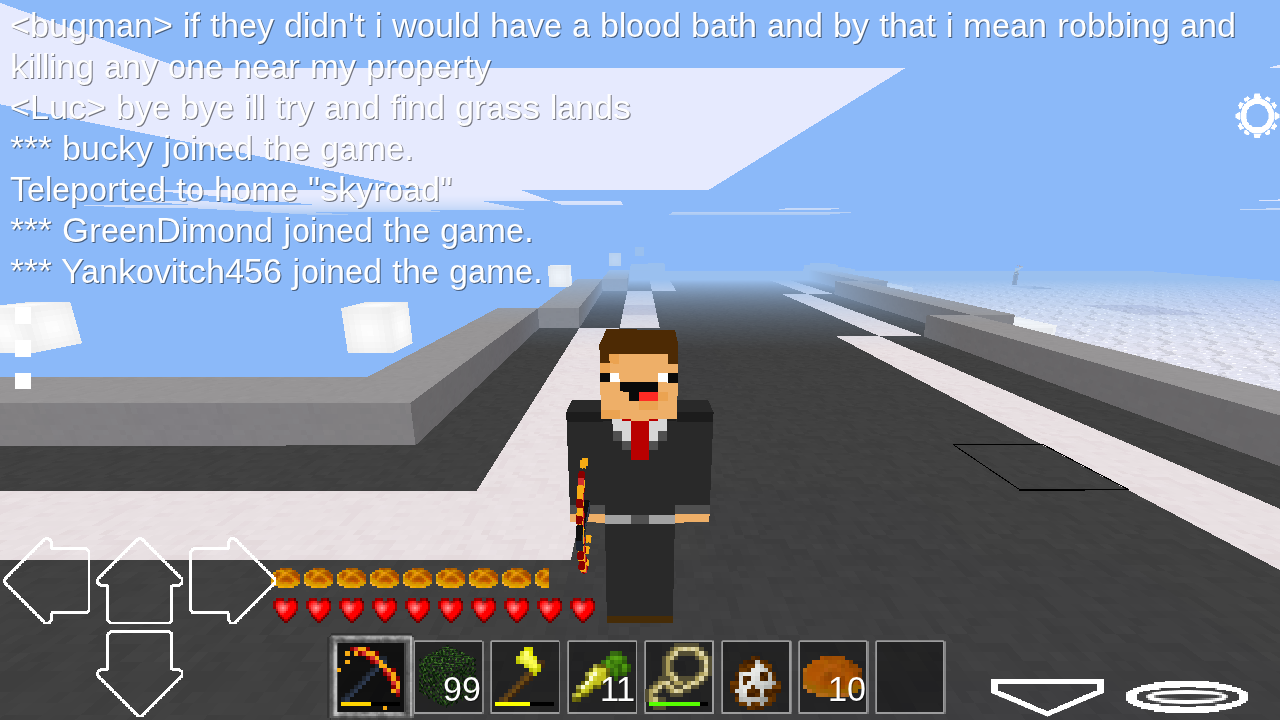 <bugman> if they didn't i would have a blood bath and by that i mean robbing and
killing any one near my property
<Luc> bye bye ill try and find grass lands
*** bucky joined the game.
Teleported to home "skyroad"
*** GreenDimond joined the game.
*** Yankovitch456 joined the game.
99
11
10